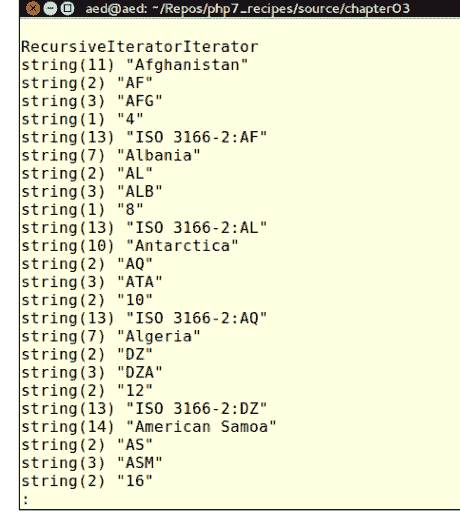 aed@aed: ~/Repos/php7_recipes/source/chapter03
RecursiveIteratorIterator
string(11) "Afghanistan"
string(2) "AF"
string(3) "AFG"
string(1) "4"
string(13) "ISO 3166-2:AF"
string(7) "Albania"
string(2) "AL"
string(3) "ALB"
string(1) "8"
string(13) "ISO 3166-2:AL"
string(10) "Antarctica"
string(2) "AQ"
string(3) "ATA"
string(2) "10"
string(13) "ISO 3166-2:AQ"
string(7) "Algeria"
string(2) "DZ"
string(3) "DZA"
string(2) "12"
string(13) "ISO 3166-2:DZ"
string(14) "American Samoa"
string(2) "AS"
string(3) "ASM"
string(2) "16"
: